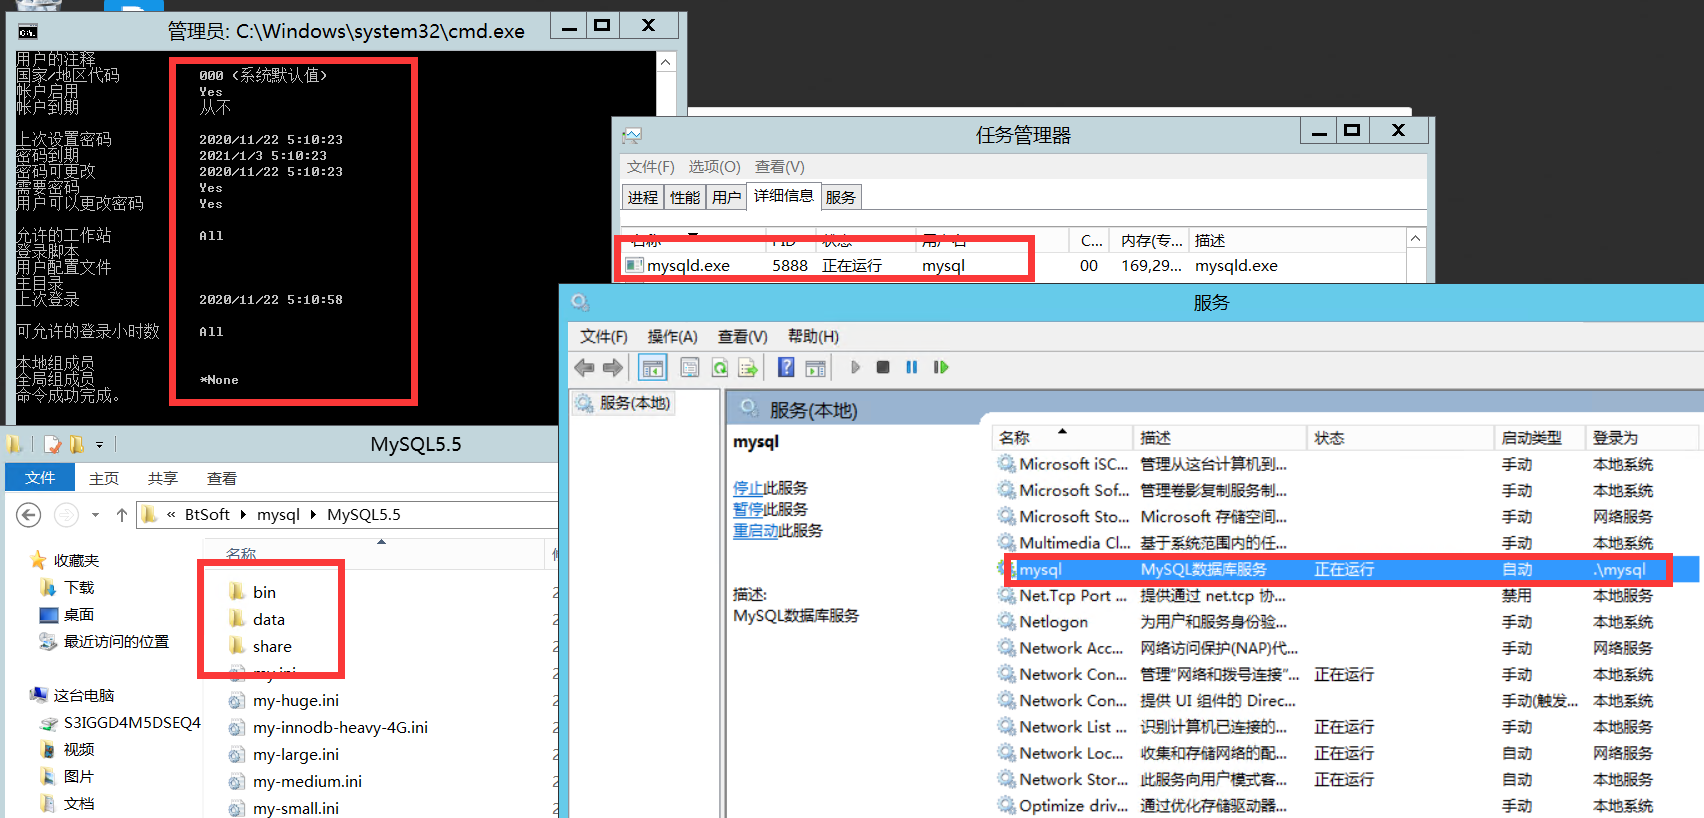 管理员: C:\Windows\system32\cmd.exe
用户的注释
国家/地区代码 000 (系统默认值)
帐户启用 Yes
帐户到期 从不
上次设置密码 2020/11/22 5:10:23
密码到期 2021/1/3 5:10:23
密码可更改 2020/11/22 5:10:23
需要密码 Yes
用户可以更改密码 Yes
允许的工作站 All
登录脚本
用户配置文件
主目录
上次登录 2020/11/22 5:10:58
可允许的登录小时数 All
本地组成员
全局组成员 *None
命令成功完成。
任务管理器
文件(F) 选项(O) 查看(V)
进程 性能 用户 详细信息 服务
名称 PID 状态 用户名 C... 内存(专... 描述
mysqld.exe 5888 正在运行 mysql 00 169,29... mysqld.exe
MySQL5.5
文件 主页 共享 查看
« BtSoft mysql MySQL5.5
名称
收藏夹
下载
桌面
最近访问的位置
这台电脑
S3IGGD4M5DSEQ4
视频
图片
文档
bin
data
share
my.ini
my-huge.ini
my-innodb-heavy-4G.ini
my-large.ini
my-medium.ini
my-small.ini
服务
文件(F) 操作(A) 查看(V) 帮助(H)
服务(本地)
服务(本地)
mysql
停止此服务
暂停此服务
重启动此服务
描述:
MySQL数据库服务
名称 描述 状态 启动类型 登录为
Microsoft iSC... 管理从这台计算机到... 手动 本地系统
Microsoft Sof... 管理卷影复制服务制... 手动 本地系统
Microsoft Sto... Microsoft 存储空间... 手动 网络服务
Multimedia Cl... 基于系统范围内的任... 手动 本地系统
mysql MySQL数据库服务 正在运行 自动 .\mysql
Net.Tcp Port ... 提供通过 net.tcp 协... 禁用 本地服务
Netlogon 为用户和服务身份验... 手动 本地系统
Network Acc... 网络访问保护(NAP)代... 手动 网络服务
Network Con... 管理“网络和拨号连接”... 正在运行 手动 本地系统
Network Con... 提供 UI 组件的 Direc... 手动(触发... 本地系统
Network List ... 识别计算机已连接的... 正在运行 手动 本地服务
Network Loc... 收集和存储网络的配... 正在运行 自动 网络服务
Network Stor... 此服务向用户模式客... 正在运行 自动 本地服务
Optimize driv... 通过优化存储驱动器... 手动 本地系统